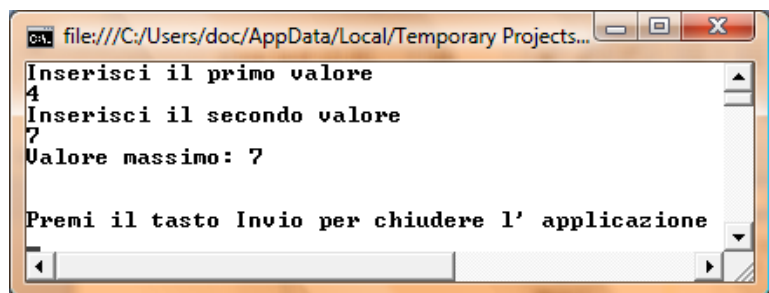 file:///C:/Users/doc/AppData/Local/Temporary Projects...
Inserisci il primo valore
4
Inserisci il secondo valore
7
Valore massimo: 7
Premi il tasto Invio per chiudere l' applicazione